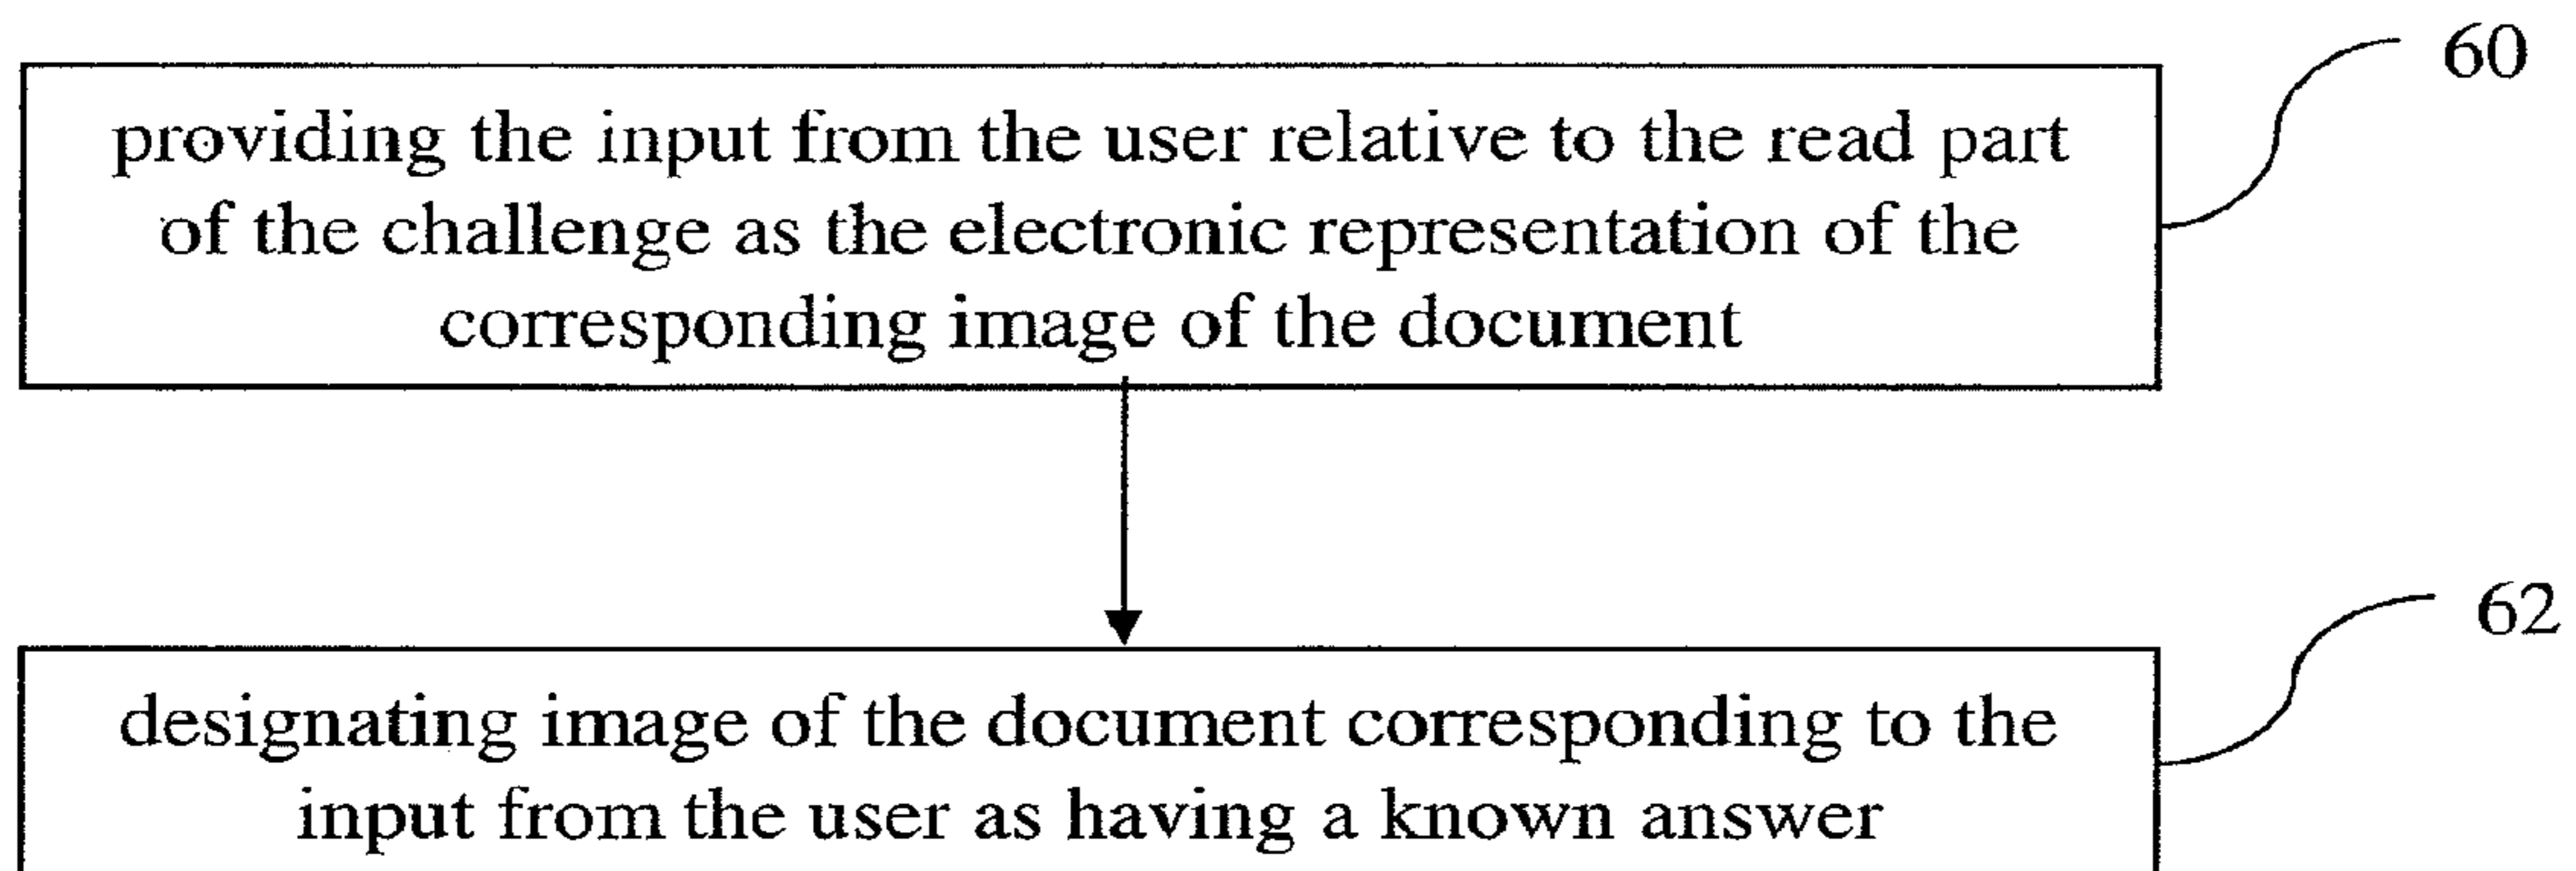 60
providing the input from the user relative to the read part
of the challenge as the electronic representation of the
corresponding image of the document
62
designating image of the document corresponding to the
input from the user as having a known answer